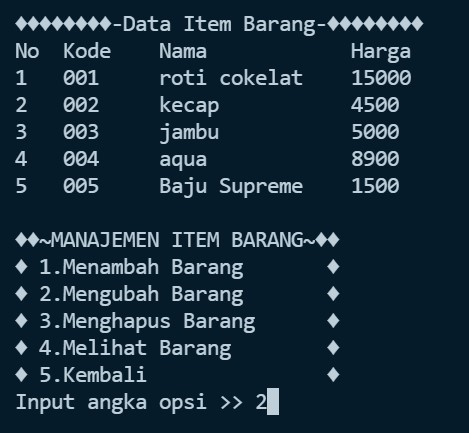 ♦♦♦♦♦♦♦♦-Data Item Barang-♦♦♦♦♦♦♦♦
No Kode Nama Harga
1 001 roti cokelat 15000
2 002 kecap 4500
3 003 jambu 5000
4 004 aqua 8900
5 005 Baju Supreme 1500
♦♦~MANAJEMEN ITEM BARANG~♦♦
♦ 1.Menambah Barang ♦
♦ 2.Mengubah Barang ♦
♦ 3.Menghapus Barang ♦
♦ 4.Melihat Barang ♦
♦ 5.Kembali ♦
Input angka opsi >> 2